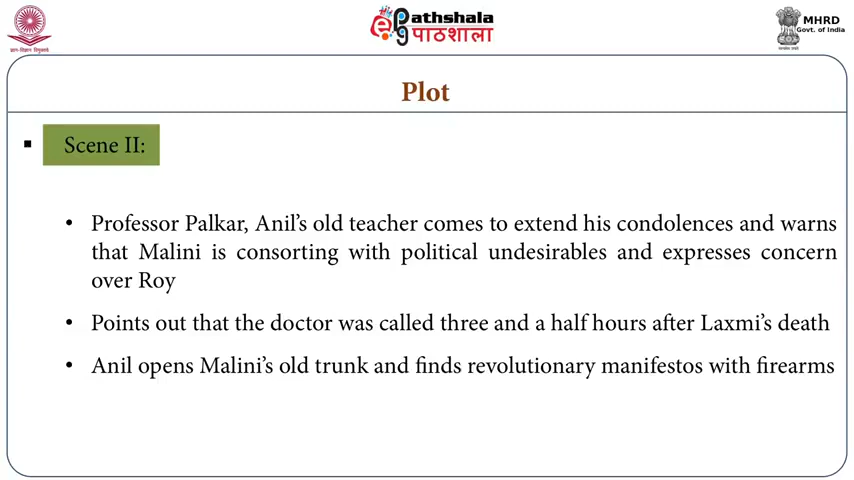 ePathshala
पाठशाला
MHRD
Govt. of India
Plot
▪ Scene II:
• Professor Palkar, Anil’s old teacher comes to extend his condolences and warns
that Malini is consorting with political undesirables and expresses concern
over Roy
• Points out that the doctor was called three and a half hours after Laxmi’s death
• Anil opens Malini’s old trunk and finds revolutionary manifestos with firearms